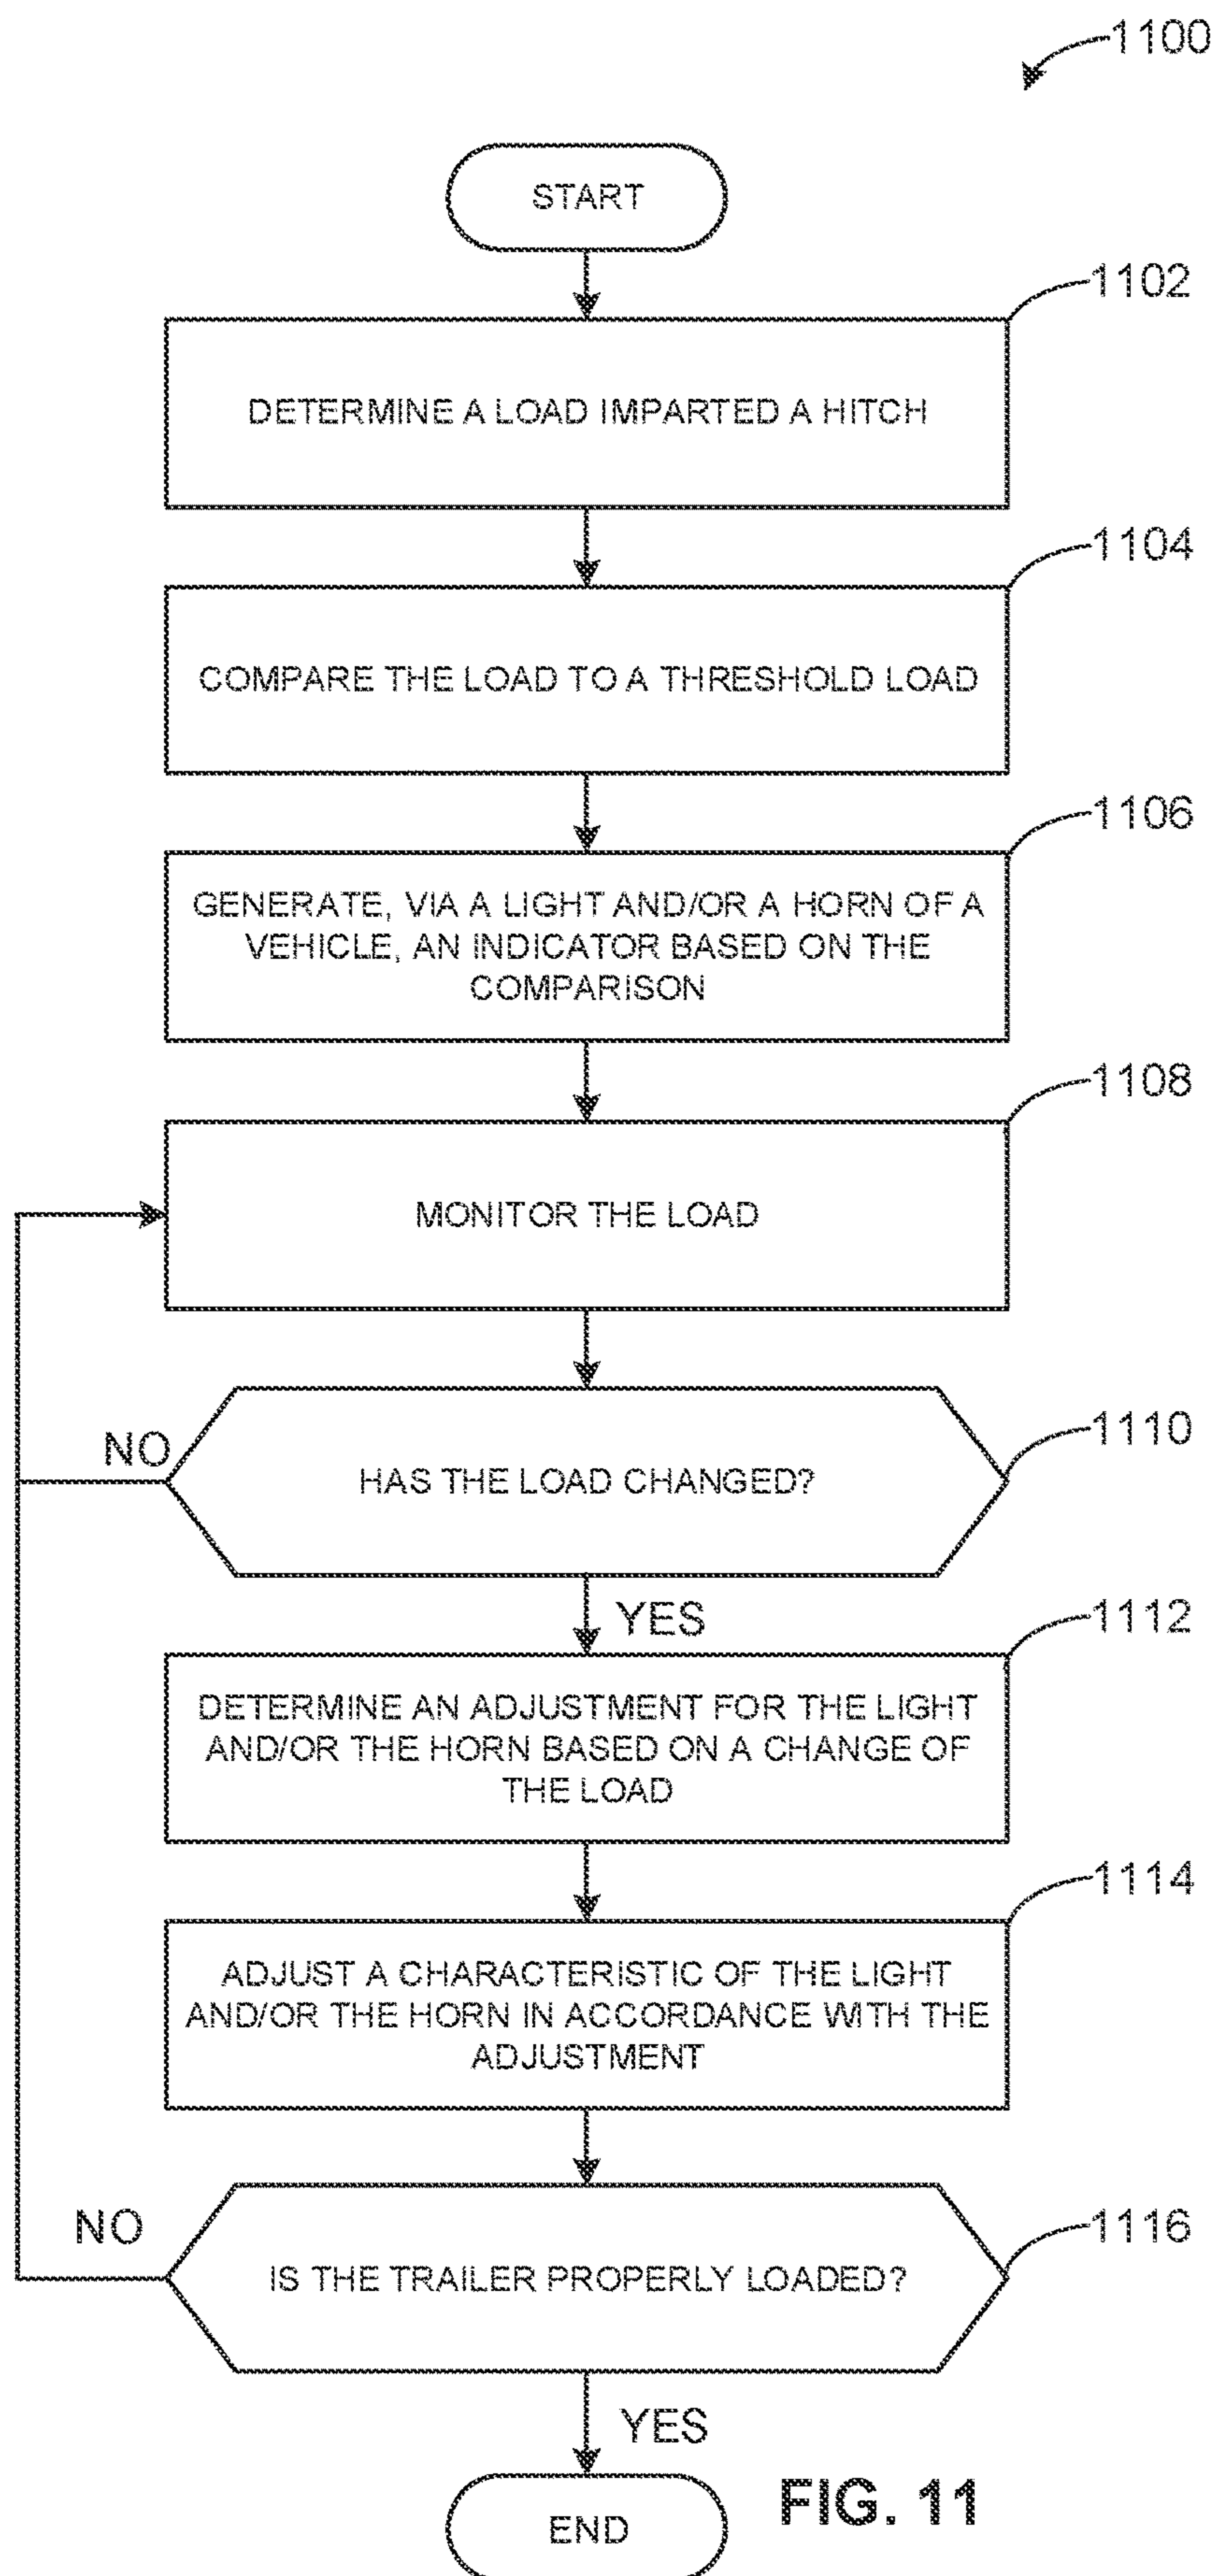 1100
START
1102
DETERMINE A LOAD IMPARTED A HITCH
1104
COMPARE THE LOAD TO A THRESHOLD LOAD
1106
GENERATE, VIA A LIGHT AND/OR A HORN OF A
VEHICLE, AN INDICATOR BASED ON THE
COMPARISON
1108
MONITOR THE LOAD
1110
NO
HAS THE LOAD CHANGED?
YES
1112
DETERMINE AN ADJUSTMENT FOR THE LIGHT
AND/OR THE HORN BASED ON A CHANGE OF
THE LOAD
1114
ADJUST A CHARACTERISTIC OF THE LIGHT
AND/OR THE HORN IN ACCORDANCE WITH THE
ADJUSTMENT
1116
NO
IS THE TRAILER PROPERLY LOADED?
YES
END
FIG. 11